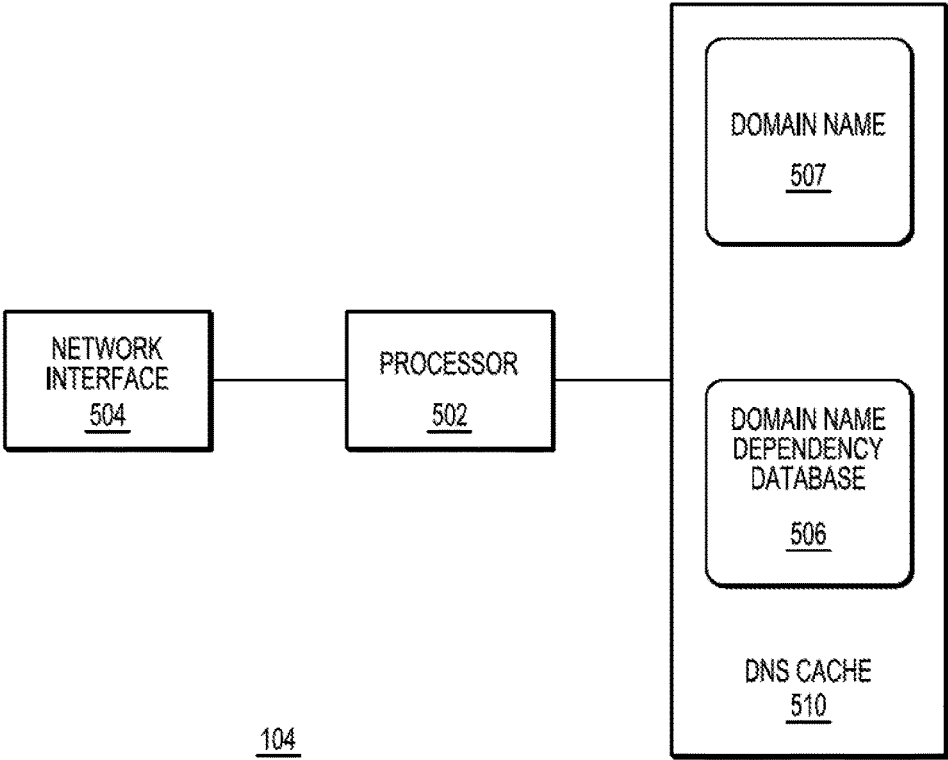 NETWORK
INTERFACE
504
PROCESSOR
502
DOMAIN NAME
507
DOMAIN NAME
DEPENDENCY
DATABASE
506
DNS CACHE
510
104